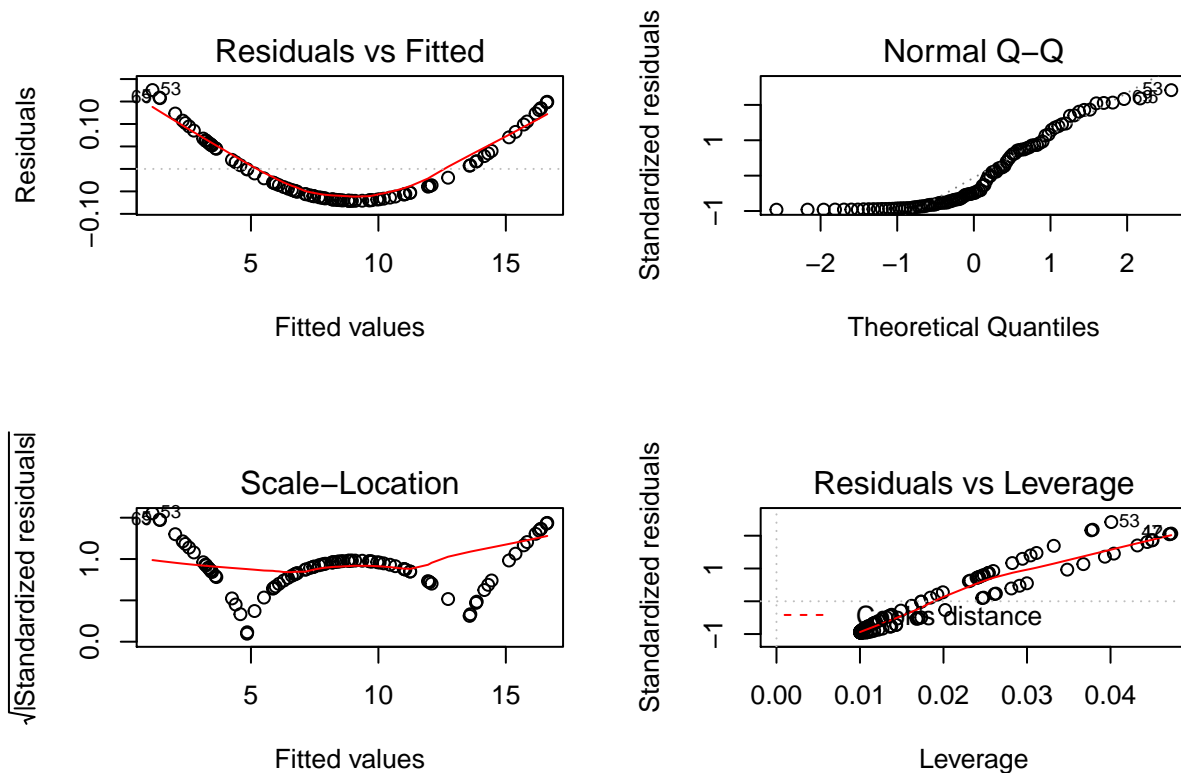 Residuals vs Fitted
Residuals
0.10
−0.10
5
10
15
Fitted values
53
Normal Q−Q
Standardized residuals
1
−1
−2
−1
0
1
2
Theoretical Quantiles
53
Scale−Location
√|Standardized residuals|
1.0
0.0
5
10
15
Fitted values
53
Residuals vs Leverage
Standardized residuals
1
−1
0.00
0.01
0.02
0.03
0.04
Leverage
distance
53